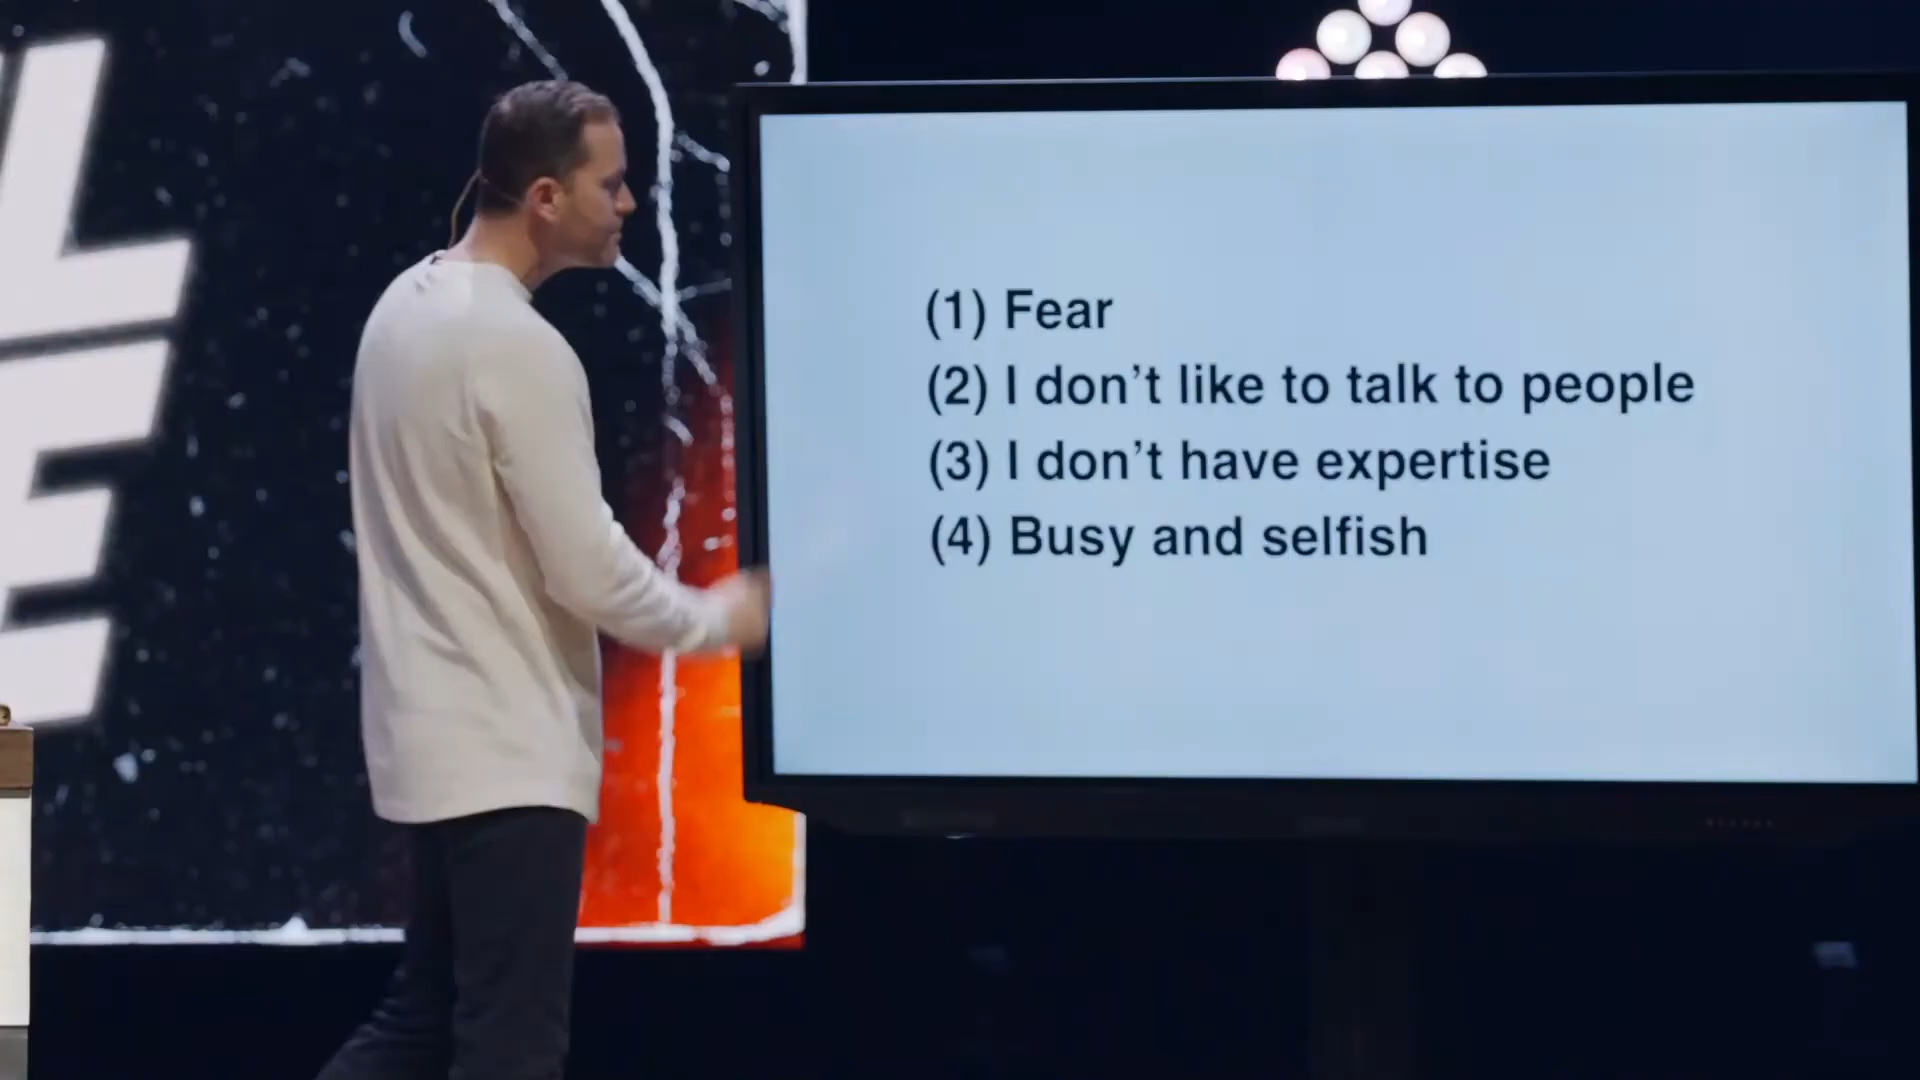 L
E
(1) Fear
(2) I don't like to talk to people
(3) I don't have expertise
(4) Busy and selfish